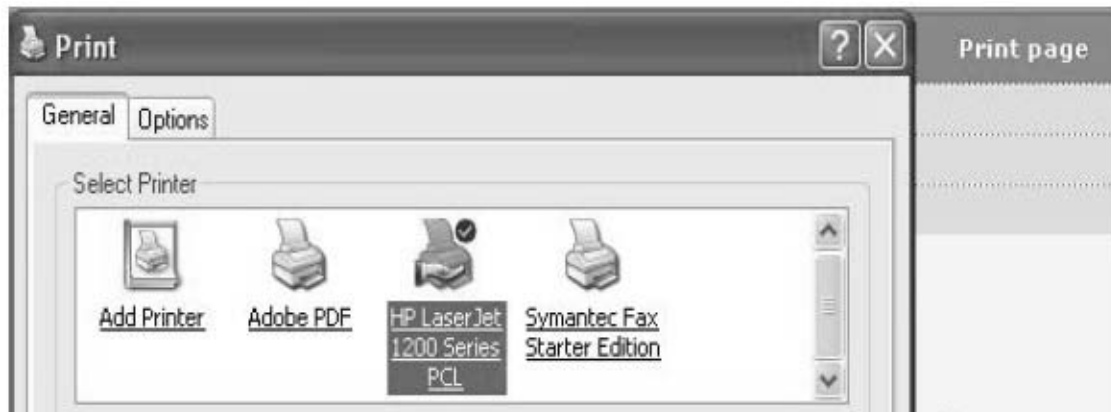 Print
Print page
General Options
Select Printer
Add Printer Adobe PDF HP LaserJet Symantec Fax
1200 Series Starter Edition
PCL